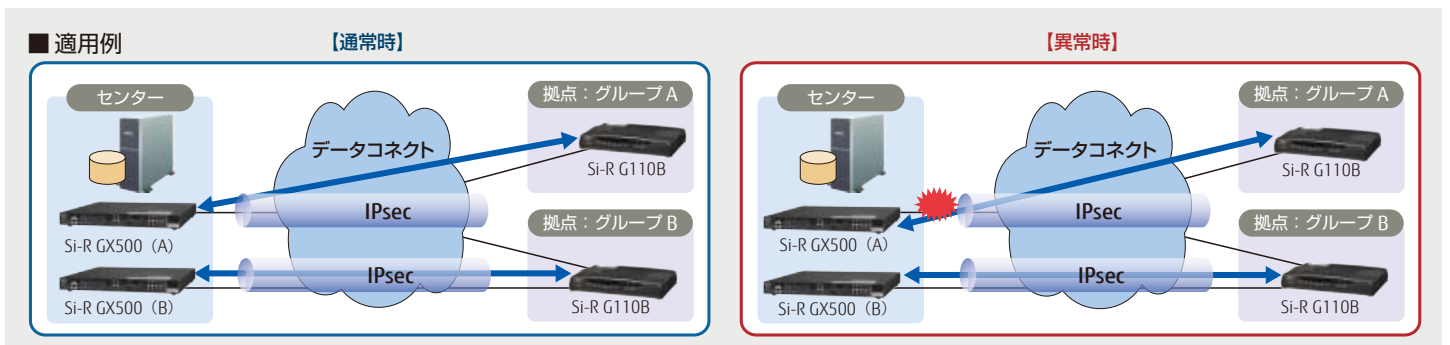 ■ 適用例
【通常時】
センター
データコネクト
拠点：グループ A
Si-R G110B
IPsec
Si-R GX500（A）
拠点：グループ B
IPsec
Si-R GX500（B）
Si-R G110B
【異常時】
センター
データコネクト
拠点：グループ A
Si-R G110B
IPsec
Si-R GX500（A）
拠点：グループ B
IPsec
Si-R GX500（B）
Si-R G110B